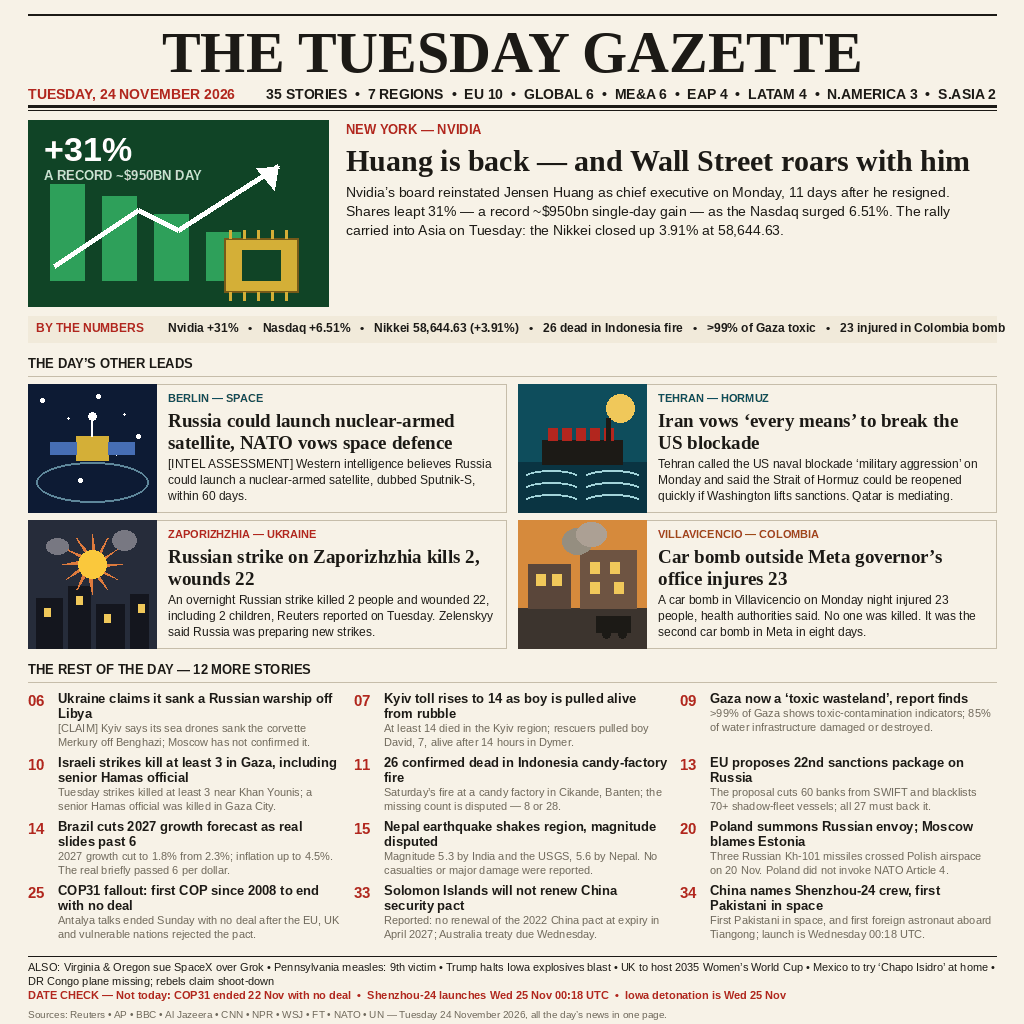 THE TUESDAY GAZETTE
TUESDAY, 24 NOVEMBER 2026
35 STORIES • 7 REGIONS • EU 10 • GLOBAL 6 • ME&A 6 • EAP 4 • LATAM 4 • N.AMERICA 3 • S.ASIA 2
+31%
A RECORD ~$950BN DAY
NEW YORK — NVIDIA
Huang is back — and Wall Street roars with him
Nvidia’s board reinstated Jensen Huang as chief executive on Monday, 11 days after he resigned.
Shares leapt 31% — a record ~$950bn single-day gain — as the Nasdaq surged 6.51%. The rally
carried into Asia on Tuesday: the Nikkei closed up 3.91% at 58,644.63.
BY THE NUMBERS
Nvidia +31% • Nasdaq +6.51% • Nikkei 58,644.63 (+3.91%) • 26 dead in Indonesia fire • >99% of Gaza toxic • 23 injured in Colombia bomb
THE DAY’S OTHER LEADS
BERLIN — SPACE
Russia could launch nuclear-armed
satellite, NATO vows space defence
[INTEL ASSESSMENT] Western intelligence believes Russia
could launch a nuclear-armed satellite, dubbed Sputnik-S,
within 60 days.
TEHRAN — HORMUZ
Iran vows ‘every means’ to break the
US blockade
Tehran called the US naval blockade ‘military aggression’ on
Monday and said the Strait of Hormuz could be reopened
quickly if Washington lifts sanctions. Qatar is mediating.
ZAPORIZHZHIA — UKRAINE
Russian strike on Zaporizhzhia kills 2,
wounds 22
An overnight Russian strike killed 2 people and wounded 22,
including 2 children, Reuters reported on Tuesday. Zelenskyy
said Russia was preparing new strikes.
VILLAVICENCIO — COLOMBIA
Car bomb outside Meta governor’s
office injures 23
A car bomb in Villavicencio on Monday night injured 23
people, health authorities said. No one was killed. It was the
second car bomb in Meta in eight days.
THE REST OF THE DAY — 12 MORE STORIES
06
Ukraine claims it sank a Russian warship off
Libya
[CLAIM] Kyiv says its sea drones sank the corvette
Merkury off Benghazi; Moscow has not confirmed it.
07
Kyiv toll rises to 14 as boy is pulled alive
from rubble
At least 14 died in the Kyiv region; rescuers pulled boy
David, 7, alive after 14 hours in Dymer.
09
Gaza now a ‘toxic wasteland’, report finds
>99% of Gaza shows toxic-contamination indicators; 85%
of water infrastructure damaged or destroyed.
10
Israeli strikes kill at least 3 in Gaza, including
senior Hamas official
Tuesday strikes killed at least 3 near Khan Younis; a
senior Hamas official was killed in Gaza City.
11
26 confirmed dead in Indonesia candy-factory
fire
Saturday’s fire at a candy factory in Cikande, Banten; the
missing count is disputed — 8 or 28.
13
EU proposes 22nd sanctions package on
Russia
The proposal cuts 60 banks from SWIFT and blacklists
70+ shadow-fleet vessels; all 27 must back it.
14
Brazil cuts 2027 growth forecast as real
slides past 6
2027 growth cut to 1.8% from 2.3%; inflation up to 4.5%.
The real briefly passed 6 per dollar.
15
Nepal earthquake shakes region, magnitude
disputed
Magnitude 5.3 by India and the USGS, 5.6 by Nepal. No
casualties or major damage were reported.
20
Poland summons Russian envoy; Moscow
blames Estonia
Three Russian Kh-101 missiles crossed Polish airspace
on 20 Nov. Poland did not invoke NATO Article 4.
25
COP31 fallout: first COP since 2008 to end
with no deal
Antalya talks ended Sunday with no deal after the EU, UK
and vulnerable nations rejected the pact.
33
Solomon Islands will not renew China
security pact
Reported: no renewal of the 2022 China pact at expiry in
April 2027; Australia treaty due Wednesday.
34
China names Shenzhou-24 crew, first
Pakistani in space
First Pakistani in space, and first foreign astronaut aboard
Tiangong; launch is Wednesday 00:18 UTC.
ALSO: Virginia & Oregon sue SpaceX over Grok • Pennsylvania measles: 9th victim • Trump halts Iowa explosives blast • UK to host 2035 Women’s World Cup • Mexico to try ‘Chapo Isidro’ at home •
DR Congo plane missing; rebels claim shoot-down
DATE CHECK — Not today: COP31 ended 22 Nov with no deal • Shenzhou-24 launches Wed 25 Nov 00:18 UTC • Iowa detonation is Wed 25 Nov
Sources: Reuters • AP • BBC • Al Jazeera • CNN • NPR • WSJ • FT • NATO • UN — Tuesday 24 November 2026, all the day’s news in one page.